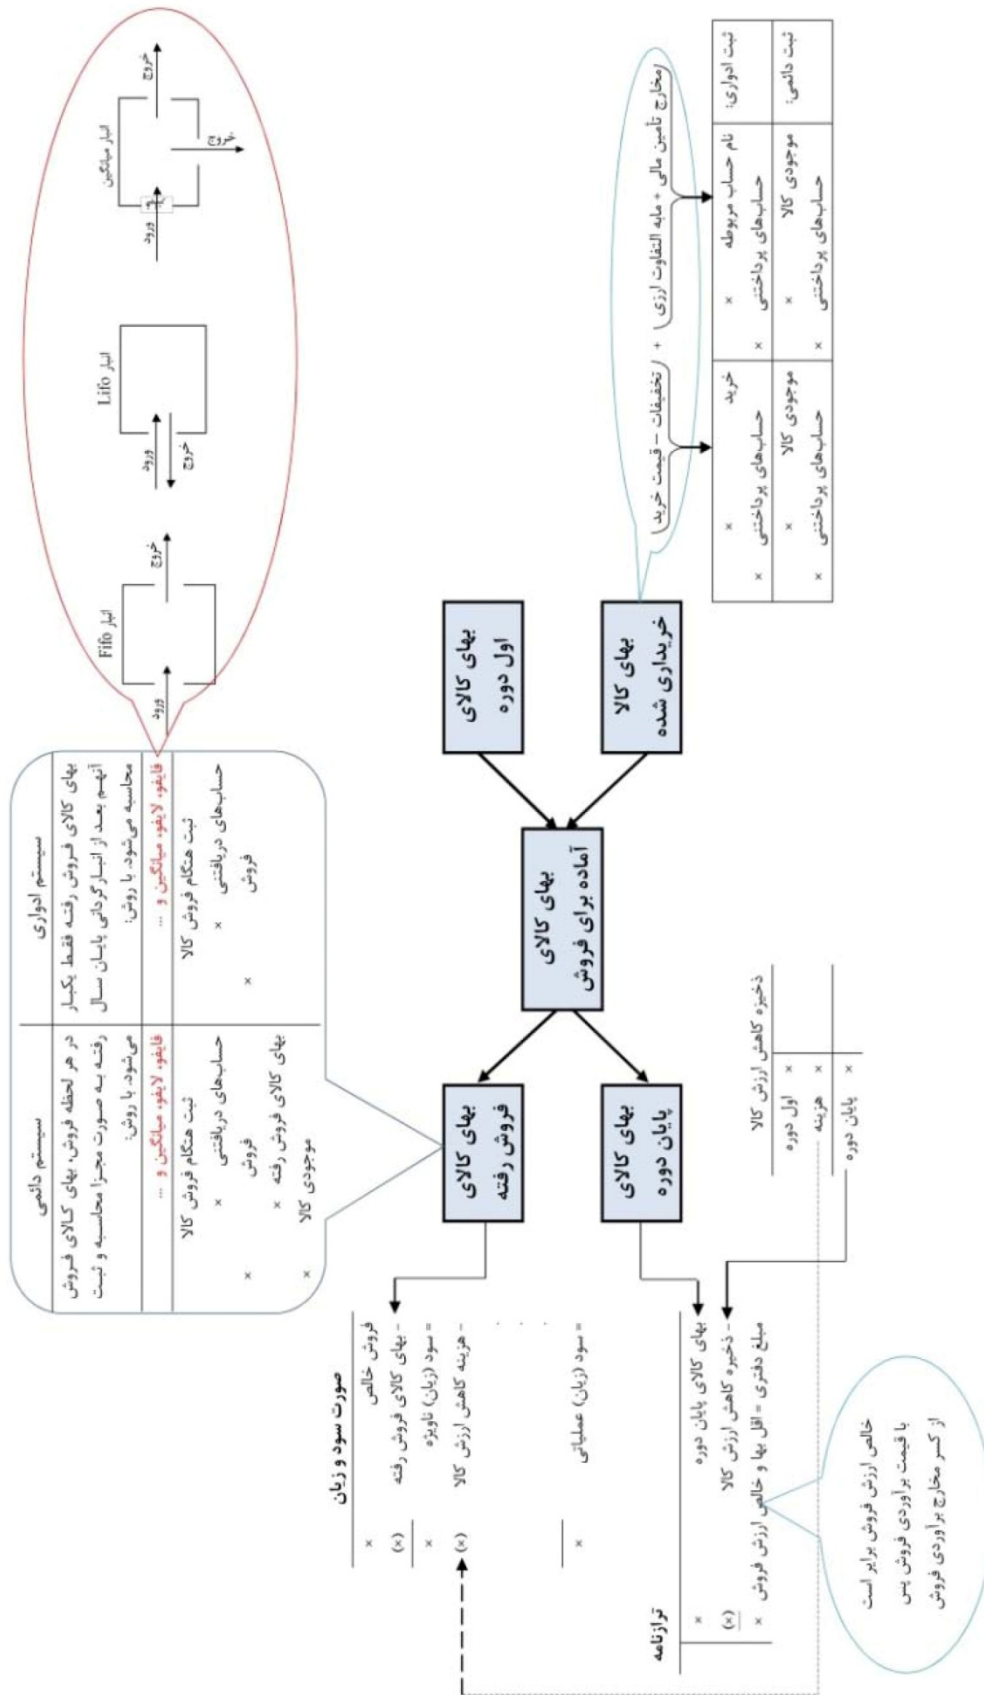 انبار Fifo
ورود
خروج
انبار Lifo
ورود
خروج
انبار میانگین
ورود
خروج
خروج
سیستم دائمی
در هر لحظه فروش، بهای کالای فروش
رفته به صورت مجزا محاسبه و ثبت
می‌شود. با روش:
فایفو، لایفو، میانگین و ...
ثبت هنگام فروش کالا
حساب‌های دریافتنی ×
فروش ×
بهای کالای فروش رفته ×
موجودی کالا ×
سیستم ادواری
بهای کالای فروش رفته فقط یکبار
آنهم بعد از انبارگردانی پایان سال
محاسبه می‌شود. با روش:
فایفو، لایفو، میانگین و ...
ثبت هنگام فروش کالا
حساب‌های دریافتنی ×
فروش ×
بهای کالای
اول دوره
بهای کالا
خریداری شده
بهای کالای
آماده برای فروش
بهای کالای
فروش رفته
بهای کالای
پایان دوره
(تخفیفات – قیمت خرید) + (مخارج تأمین مالی + مابه التفاوت ارزی)
ثبت ادواری:
نام حساب مربوطه ×
حساب‌های پرداختنی ×
خرید ×
حساب‌های پرداختنی ×
ثبت دائمی:
موجودی کالا ×
حساب‌های پرداختنی ×
موجودی کالا ×
حساب‌های پرداختنی ×
صورت سود و زیان
فروش خالص ×
- بهای کالای فروش رفته (×)
= سود (زیان) ناویژه ×
- هزینه کاهش ارزش کالا (×)
.
.
= سود (زیان) عملیاتی ×
ذخیره کاهش ارزش کالا
× اول دوره
× هزینه
× پایان دوره
ترازنامه
بهای کالای پایان دوره ×
- ذخیره کاهش ارزش کالا (×)
مبلغ دفتری = اقل بها و خالص ارزش فروش ×
خالص ارزش فروش برابر است
با قیمت برآوردی فروش پس
از کسر مخارج برآوردی فروش